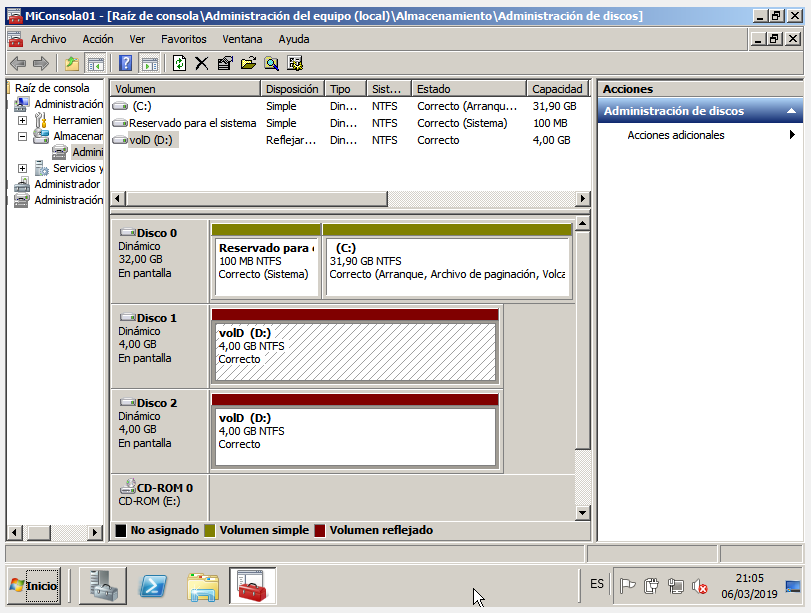 MiConsola01 - [Raíz de consola\Administración del equipo (local)\Almacenamiento\Administración de discos]
Archivo Acción Ver Favoritos Ventana Ayuda
Raíz de consola
Administración
Herramien
Almacenar
Admini
Servicios y
Administrador
Administración
Volumen Disposición Tipo Sist... Estado Capacidad
(C:) Simple Din... NTFS Correcto (Arranqu... 31,90 GB
Reservado para el sistema Simple Din... NTFS Correcto (Sistema) 100 MB
volD (D:) Reflejar... Din... NTFS Correcto 4,00 GB
Disco 0
Dinámico
32,00 GB
En pantalla
Reservado para
100 MB NTFS
Correcto (Sistema)
(C:)
31,90 GB NTFS
Correcto (Arranque, Archivo de paginación, Volca
Disco 1
Dinámico
4,00 GB
En pantalla
volD (D:)
4,00 GB NTFS
Correcto
Disco 2
Dinámico
4,00 GB
En pantalla
volD (D:)
4,00 GB NTFS
Correcto
CD-ROM 0
CD-ROM (E:)
No asignado Volumen simple Volumen reflejado
Acciones
Administración de discos
Acciones adicionales
Inicio
ES
21:05
06/03/2019